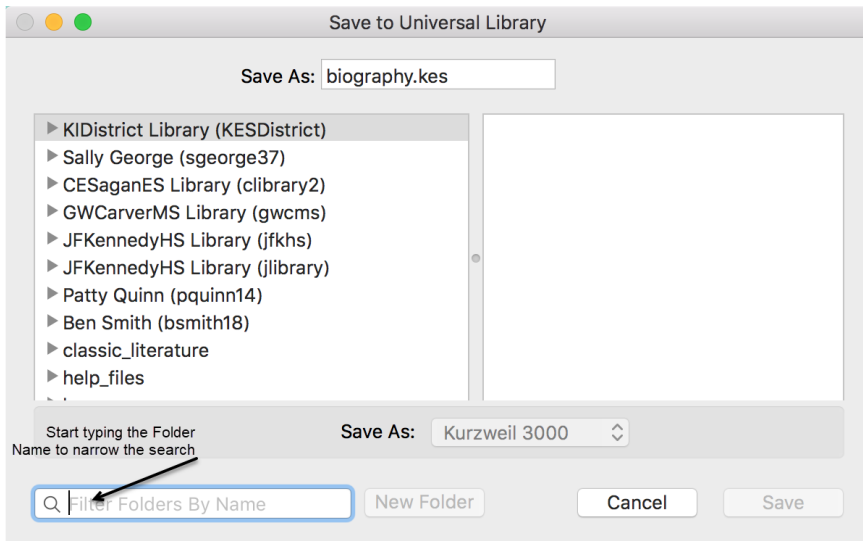 Save to Universal Library
Save As: biography.kes
KIDistrict Library (KESDistrict)
Sally George (sgeorge37)
CESaganES Library (clibrary2)
GWCarverMS Library (gwcms)
JFKennedyHS Library (jfkhs)
JFKennedyHS Library (jlibrary)
Patty Quinn (pquinn14)
Ben Smith (bsmith18)
classic_literature
help_files
Start typing the Folder
Name to narrow the search
Save As: Kurzweil 3000
Filter Folders By Name New Folder Cancel Save